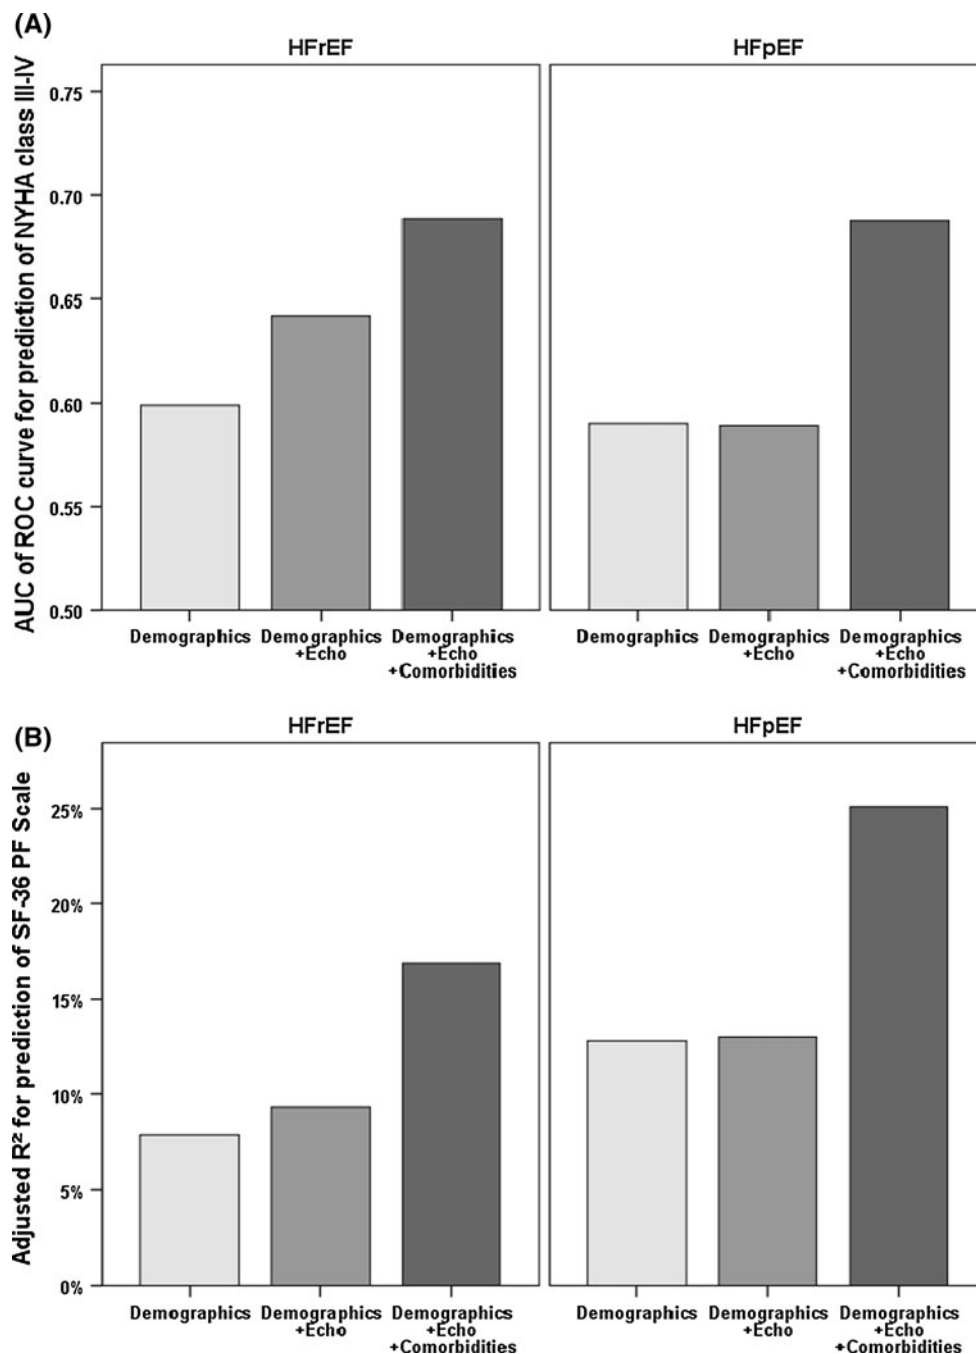 (A)
HFrEF
HFpEF
AUC of ROC curve for prediction of NYHA class III-IV
0.75
0.70
0.65
0.60
0.55
0.50
Demographics
Demographics
+Echo
Demographics
+Echo
+Comorbidities
Demographics
Demographics
+Echo
Demographics
+Echo
+Comorbidities
(B)
HFrEF
HFpEF
Adjusted R² for prediction of SF-36 PF Scale
25%
20%
15%
10%
5%
0%
Demographics
Demographics
+Echo
Demographics
+Echo
+Comorbidities
Demographics
Demographics
+Echo
Demographics
+Echo
+Comorbidities